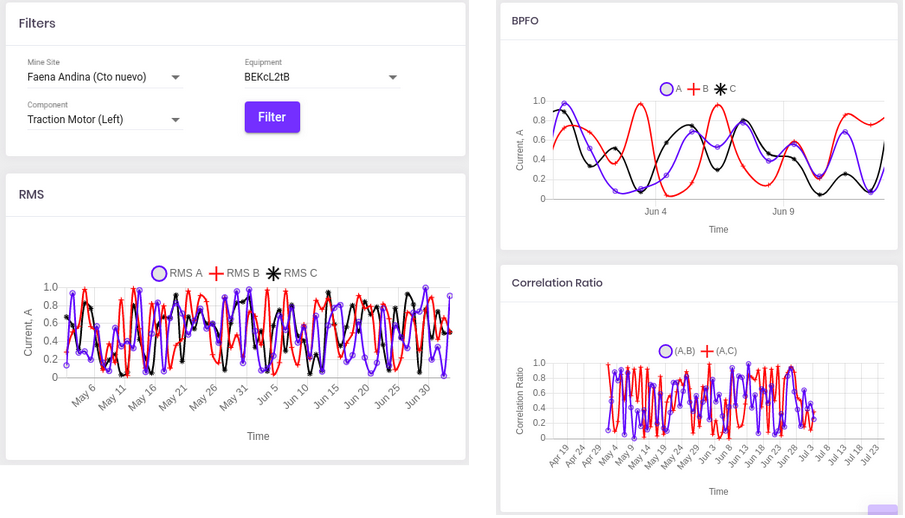 Filters
Mine Site
Faena Andina (Cto nuevo)
Equipment
BEKcL2tB
Component
Traction Motor (Left)
Filter
RMS
RMS A RMS B RMS C
Current, A
1.0
0.8
0.6
0.4
0.2
0
May 6 May 11 May 16 May 21 May 26 May 31 Jun 5 Jun 10 Jun 15 Jun 20 Jun 25 Jun 30
Time
BPFO
A B C
Current, A
1.0
0.8
0.6
0.4
0.2
0
Jun 4 Jun 9
Time
Correlation Ratio
(A,B) (A,C)
Correlation Ratio
1.0
0.8
0.6
0.4
0.2
0
Apr 19 Apr 24 Apr 29 May 4 May 9 May 14 May 19 May 24 May 29 Jun 3 Jun 8 Jun 13 Jun 18 Jun 23 Jun 28 Jul 3 Jul 8 Jul 13 Jul 18 Jul 23
Time